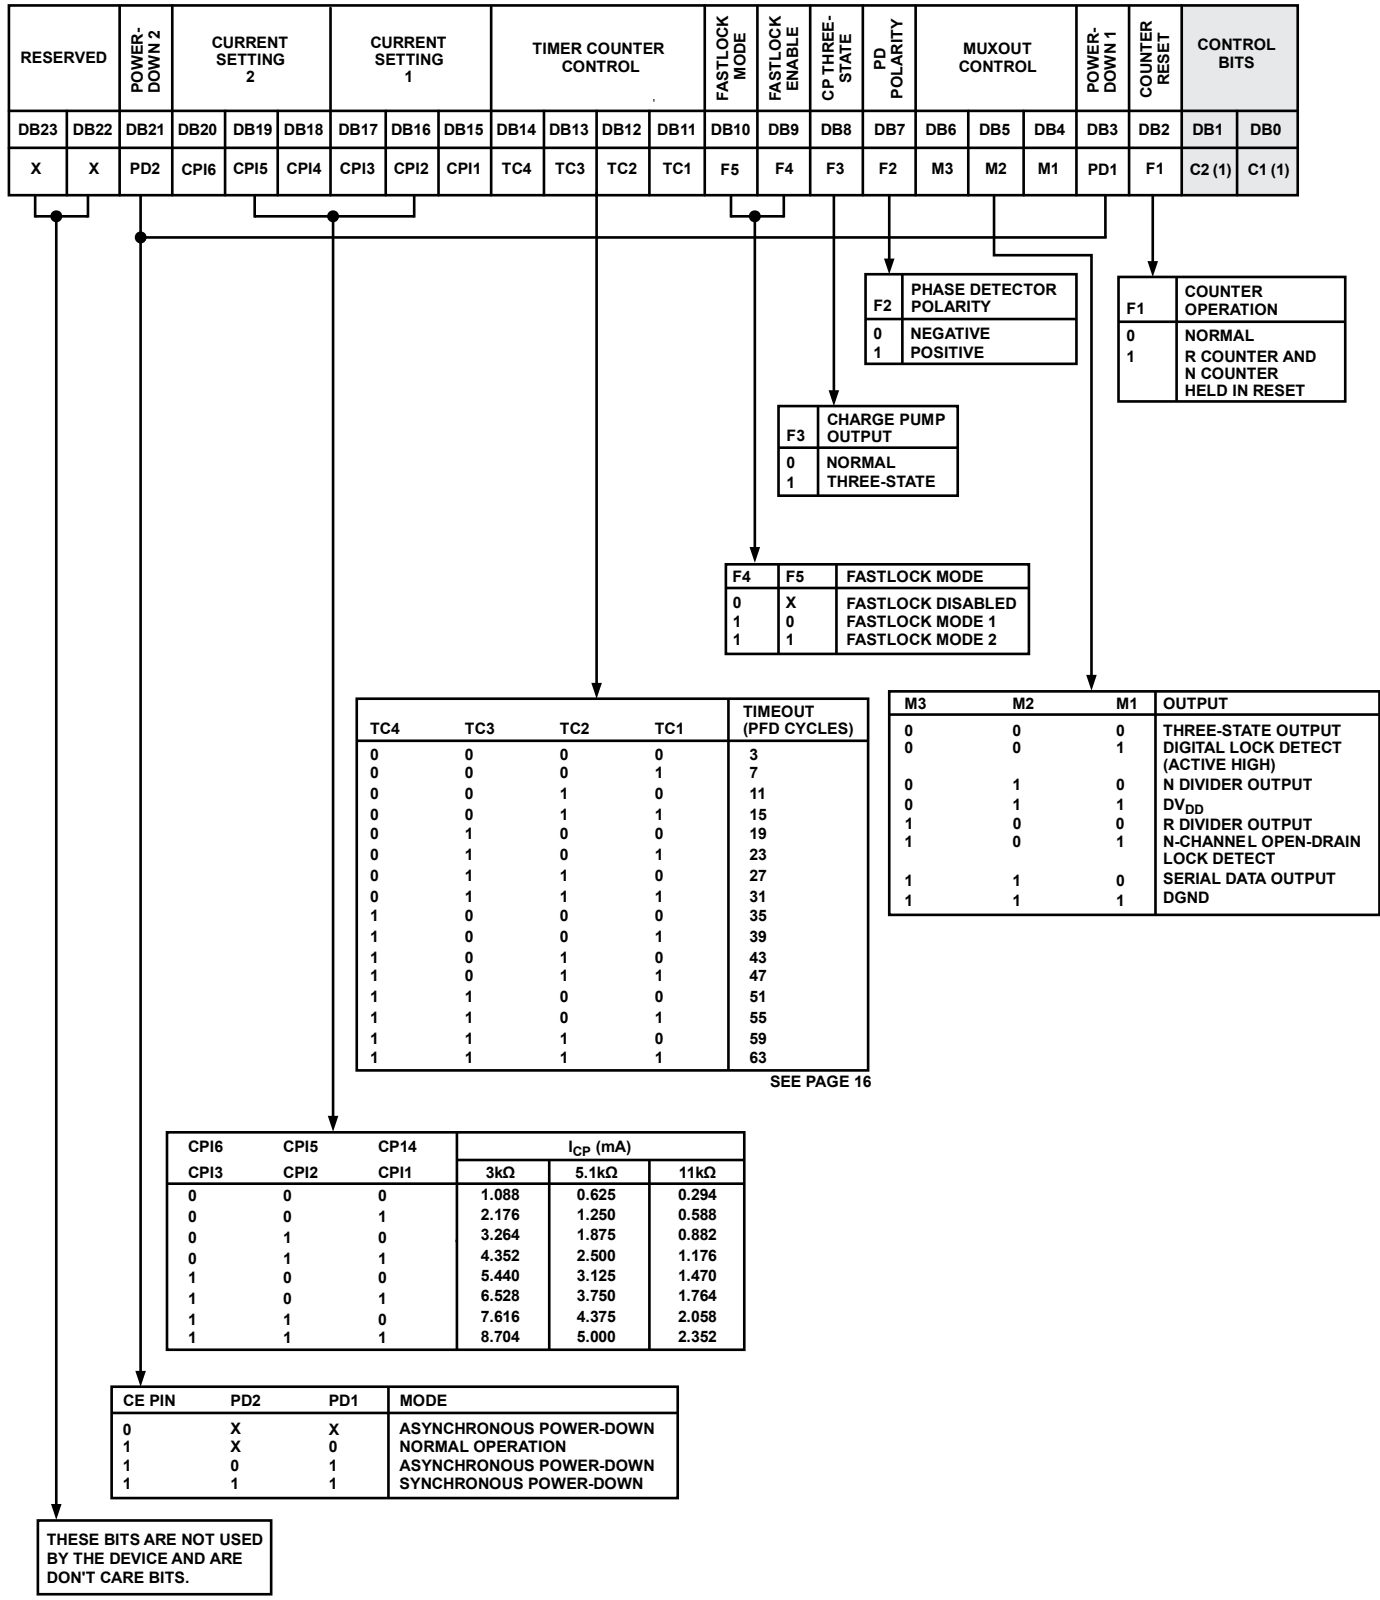 RESERVED
POWER-
DOWN 2
CURRENT
SETTING
2
CURRENT
SETTING
1
TIMER COUNTER
CONTROL
FASTLOCK
MODE
FASTLOCK
ENABLE
CP THREE-
STATE
PD
POLARITY
MUXOUT
CONTROL
POWER-
DOWN 1
COUNTER
RESET
CONTROL
BITS
DB23 DB22 DB21 DB20 DB19 DB18 DB17 DB16 DB15 DB14 DB13 DB12 DB11 DB10 DB9 DB8 DB7 DB6 DB5 DB4 DB3 DB2 DB1 DB0
X X PD2 CPI6 CPI5 CPI4 CPI3 CPI2 CPI1 TC4 TC3 TC2 TC1 F5 F4 F3 F2 M3 M2 M1 PD1 F1 C2 (1) C1 (1)
F2 PHASE DETECTOR
POLARITY
0 NEGATIVE
1 POSITIVE
F1 COUNTER
OPERATION
0 NORMAL
1 R COUNTER AND
N COUNTER
HELD IN RESET
F3 CHARGE PUMP
OUTPUT
0 NORMAL
1 THREE-STATE
F4 F5 FASTLOCK MODE
0 X FASTLOCK DISABLED
1 0 FASTLOCK MODE 1
1 1 FASTLOCK MODE 2
TC4 TC3 TC2 TC1 TIMEOUT
(PFD CYCLES)
0 0 0 0 3
0 0 0 1 7
0 0 1 0 11
0 0 1 1 15
0 1 0 0 19
0 1 0 1 23
0 1 1 0 27
0 1 1 1 31
1 0 0 0 35
1 0 0 1 39
1 0 1 0 43
1 0 1 1 47
1 1 0 0 51
1 1 0 1 55
1 1 1 0 59
1 1 1 1 63
SEE PAGE 16
M3 M2 M1 OUTPUT
0 0 0 THREE-STATE OUTPUT
0 0 1 DIGITAL LOCK DETECT
(ACTIVE HIGH)
0 1 0 N DIVIDER OUTPUT
0 1 1 DVDD
1 0 0 R DIVIDER OUTPUT
1 0 1 N-CHANNEL OPEN-DRAIN
LOCK DETECT
1 1 0 SERIAL DATA OUTPUT
1 1 1 DGND
CPI6 CPI5 CP14 ICP (mA)
CPI3 CPI2 CPI1 3kΩ 5.1kΩ 11kΩ
0 0 0 1.088 0.625 0.294
0 0 1 2.176 1.250 0.588
0 1 0 3.264 1.875 0.882
0 1 1 4.352 2.500 1.176
1 0 0 5.440 3.125 1.470
1 0 1 6.528 3.750 1.764
1 1 0 7.616 4.375 2.058
1 1 1 8.704 5.000 2.352
CE PIN PD2 PD1 MODE
0 X X ASYNCHRONOUS POWER-DOWN
1 X 0 NORMAL OPERATION
1 0 1 ASYNCHRONOUS POWER-DOWN
1 1 1 SYNCHRONOUS POWER-DOWN
THESE BITS ARE NOT USED
BY THE DEVICE AND ARE
DON'T CARE BITS.